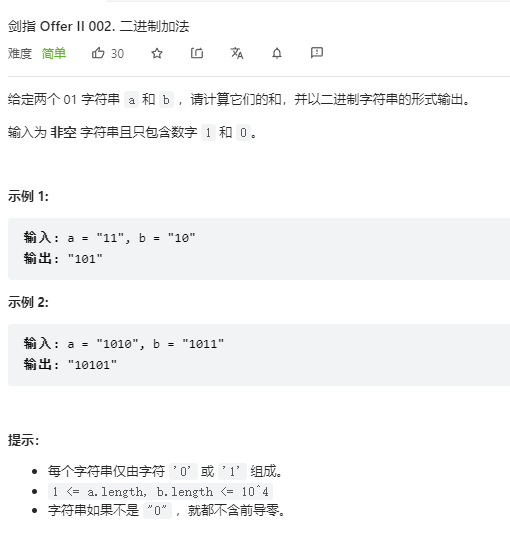 剑指 Offer II 002. 二进制加法
难度 简单 30
给定两个 01 字符串 a 和 b ，请计算它们的和，并以二进制字符串的形式输出。
输入为 非空 字符串且只包含数字 1 和 0。
示例 1:
输入: a = "11", b = "10"
输出: "101"
示例 2:
输入: a = "1010", b = "1011"
输出: "10101"
提示：
每个字符串仅由字符 '0' 或 '1' 组成。
1 <= a.length, b.length <= 10^4
字符串如果不是 "0" ，就都不含前导零。